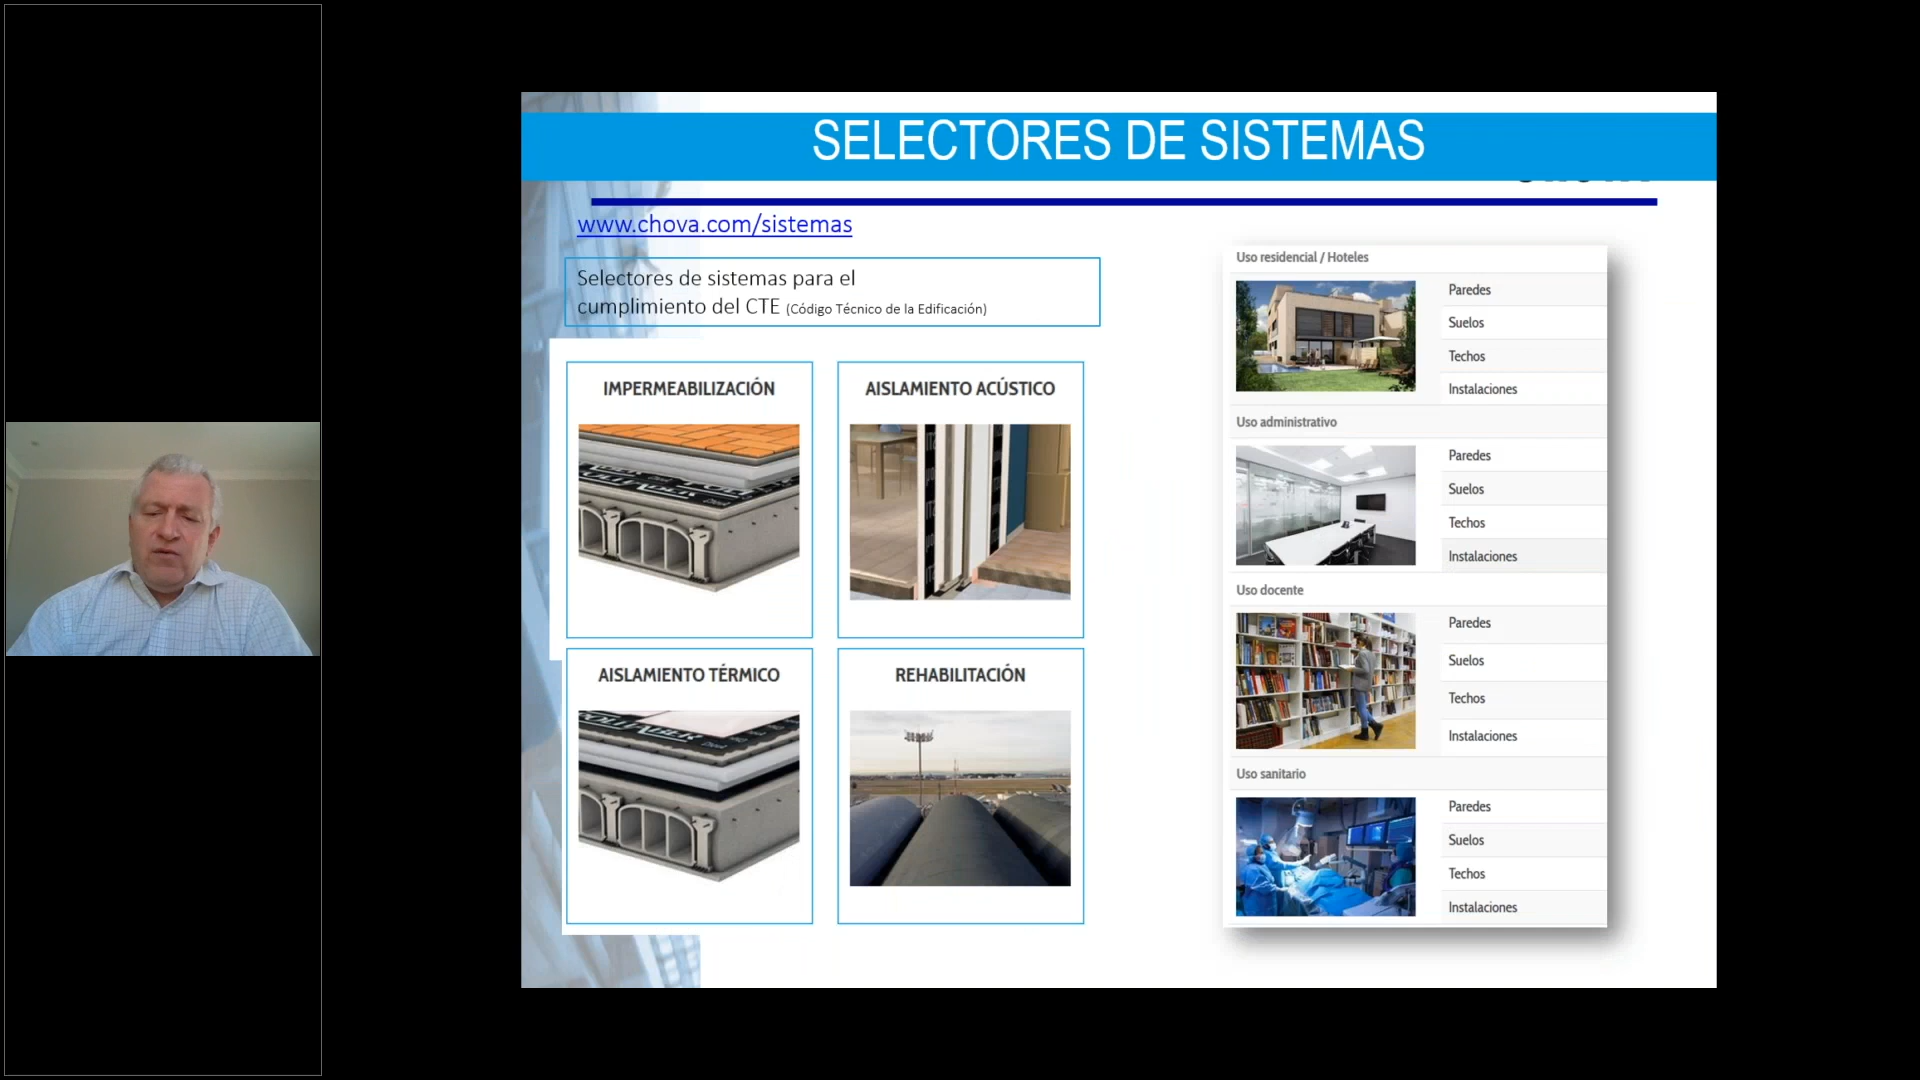 SELECTORES DE SISTEMAS
www.chova.com/sistemas
Selectores de sistemas para el
cumplimiento del CTE (Código Técnico de la Edificación)
IMPERMEABILIZACIÓN
AISLAMIENTO ACÚSTICO
AISLAMIENTO TÉRMICO
REHABILITACIÓN
Uso residencial / Hoteles
Paredes
Suelos
Techos
Instalaciones
Uso administrativo
Paredes
Suelos
Techos
Instalaciones
Uso docente
Paredes
Suelos
Techos
Instalaciones
Uso sanitario
Paredes
Suelos
Techos
Instalaciones